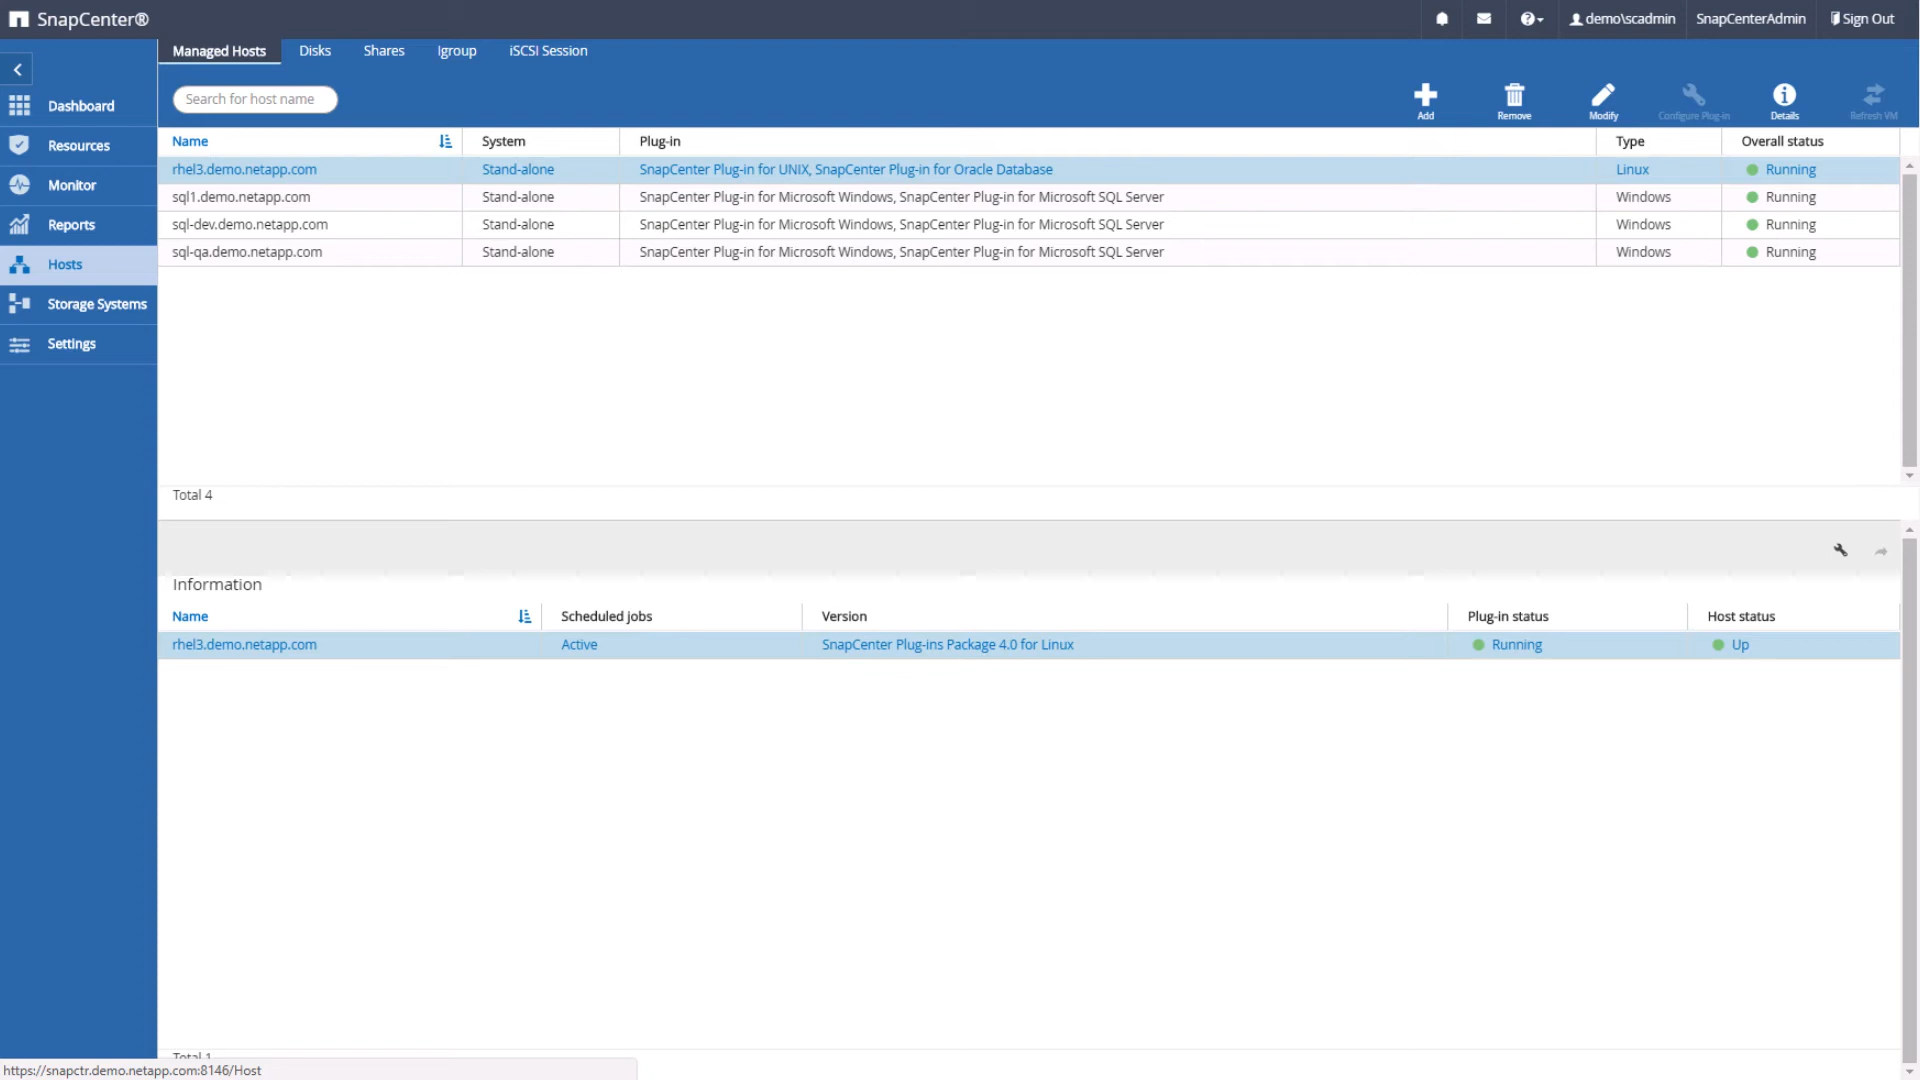 SnapCenter®
demo\scadmin SnapCenterAdmin Sign Out
Managed Hosts Disks Shares Igroup iSCSI Session
Search for host name
Add Remove Modify Configure Plug-in Details Refresh VM
Dashboard
Resources
Monitor
Reports
Hosts
Storage Systems
Settings
Name System Plug-in Type Overall status
rhel3.demo.netapp.com Stand-alone SnapCenter Plug-in for UNIX, SnapCenter Plug-in for Oracle Database Linux Running
sql1.demo.netapp.com Stand-alone SnapCenter Plug-in for Microsoft Windows, SnapCenter Plug-in for Microsoft SQL Server Windows Running
sql-dev.demo.netapp.com Stand-alone SnapCenter Plug-in for Microsoft Windows, SnapCenter Plug-in for Microsoft SQL Server Windows Running
sql-qa.demo.netapp.com Stand-alone SnapCenter Plug-in for Microsoft Windows, SnapCenter Plug-in for Microsoft SQL Server Windows Running
Total 4
Information
Name Scheduled jobs Version Plug-in status Host status
rhel3.demo.netapp.com Active SnapCenter Plug-ins Package 4.0 for Linux Running Up
Total 1
https://snapctr.demo.netapp.com:8146/Host